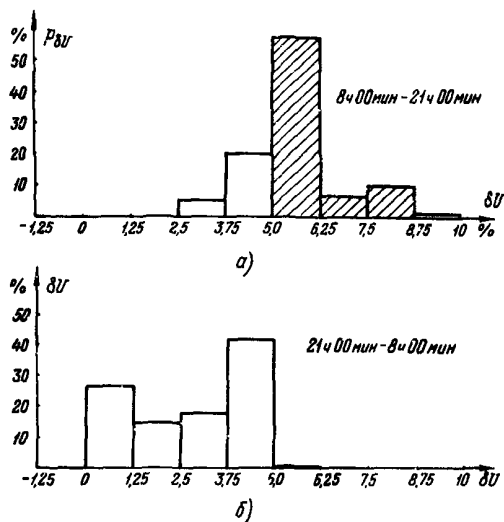 % P δU
50
40
30
20
10
8ч 00мин - 21ч 00мин
-1,25 0 1,25 2,5 3,75 5,0 6,25 7,5 8,75 10 δU %
а)
% δU
50
40
30
20
10
21ч 00мин - 8ч 00мин
-1,25 0 1,25 2,5 3,75 5,0 6,25 7,5 8,75 10 δU
б)